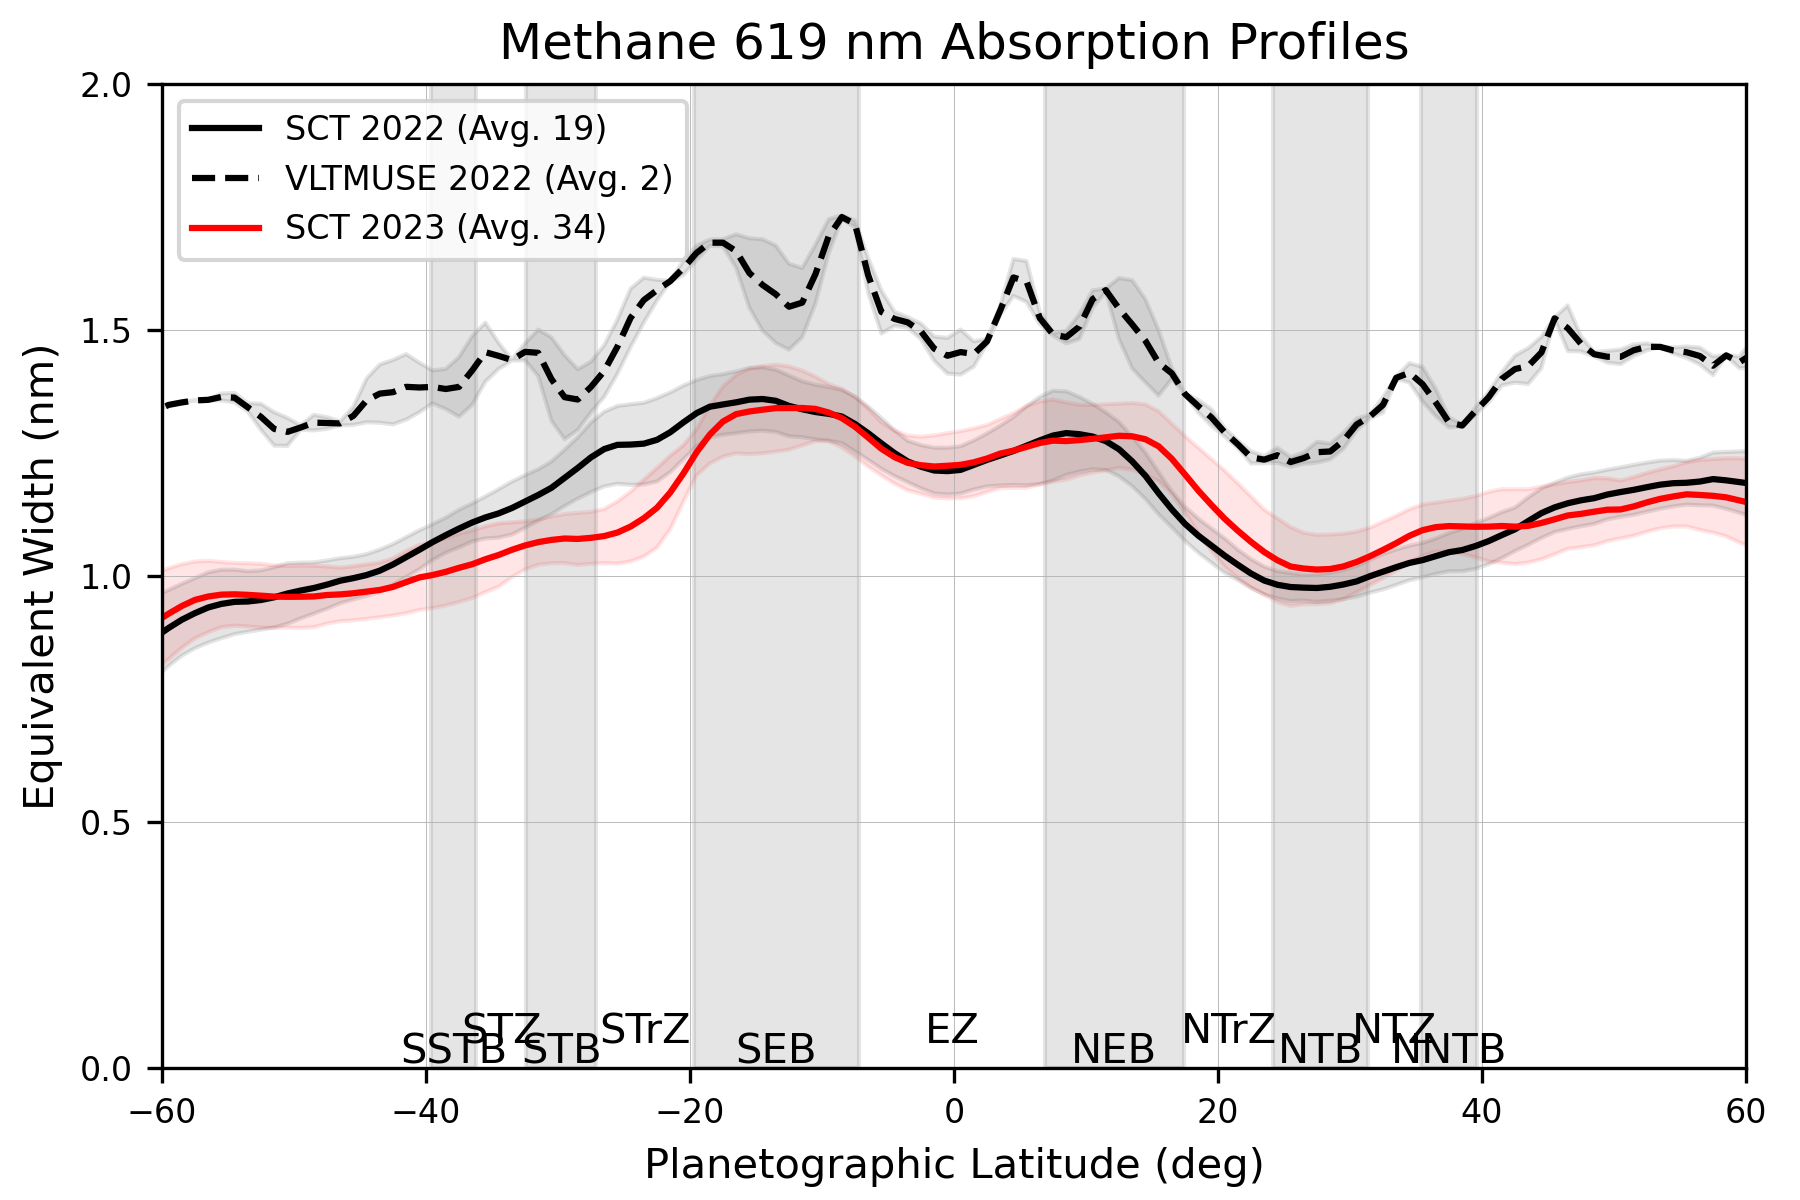 Methane 619 nm Absorption Profiles
SCT 2022 (Avg. 19)
VLTMUSE 2022 (Avg. 2)
SCT 2023 (Avg. 34)
Equivalent Width (nm)
2.0
1.5
1.0
0.5
0.0
STZ STrZ EZ NTrZ NTZ
SSTB STB SEB NEB NTB NNTB
−60 −40 −20 0 20 40 60
Planetographic Latitude (deg)